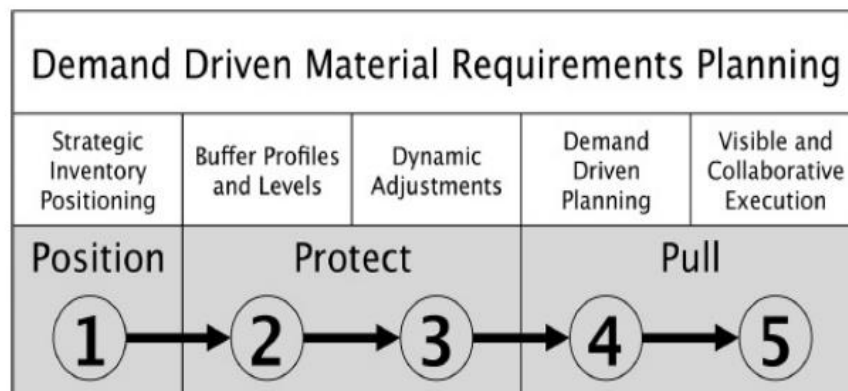 Demand Driven Material Requirements Planning
Strategic
Inventory
Positioning
Buffer Profiles
and Levels
Dynamic
Adjustments
Demand
Driven
Planning
Visible and
Collaborative
Execution
Position
Protect
Pull
1
2
3
4
5